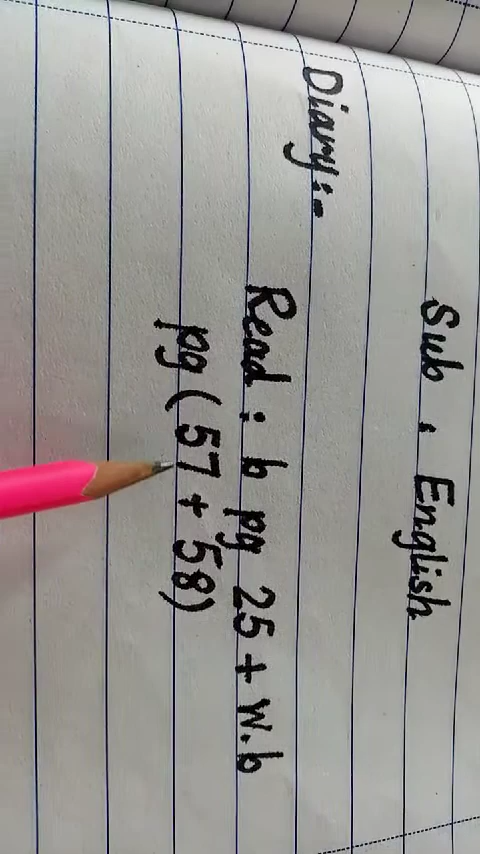 Sub : English
Diary:-
Read : b pg 25 + w.b
pg (57 + 58)